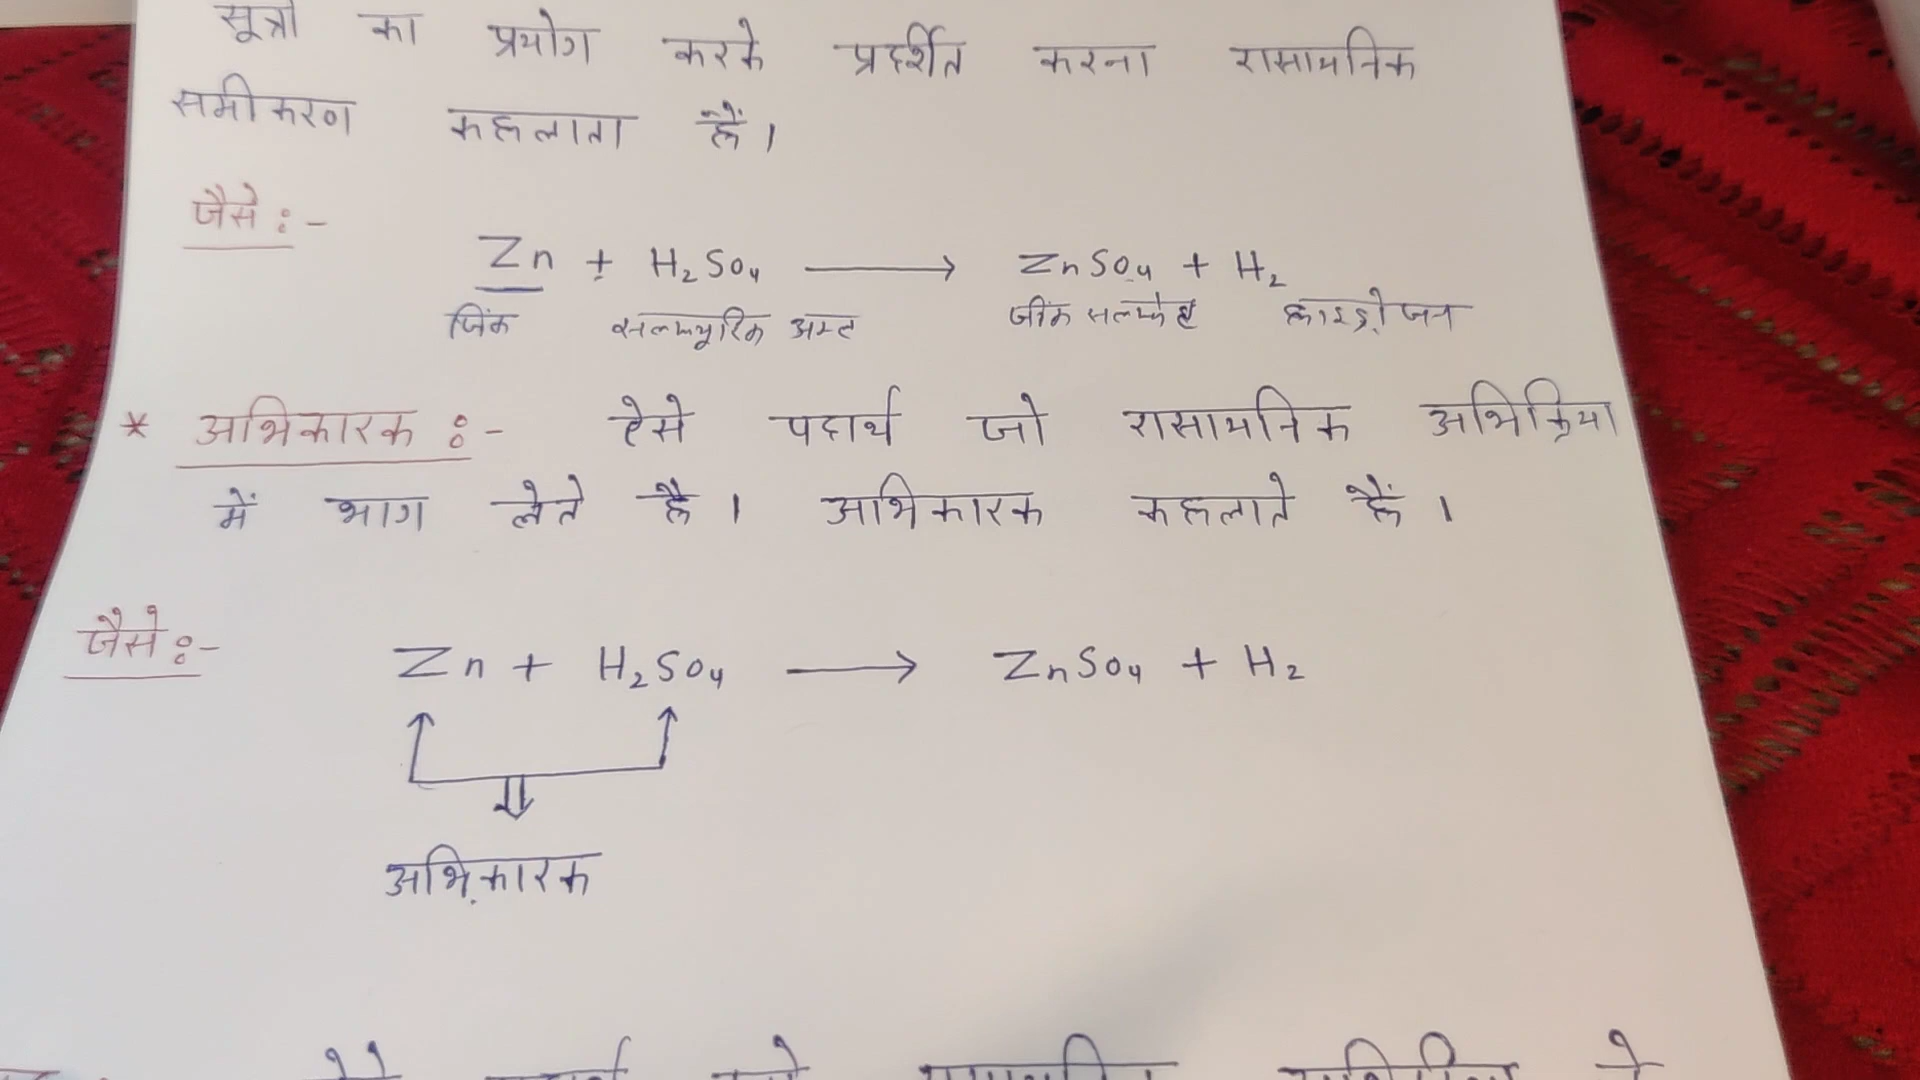 सूत्रो का प्रयोग करके प्रदर्शित करना रासायनिक
समीकरण कहलाता हैं।
जैसे :-
Zn + H₂SO₄ ⟶ ZnSO₄ + H₂
जिंक सल्फ्यूरिक अम्ल जींक सल्फेट हाइड्रोजन
* अभिकारक :- ऐसे पदार्थ जो रासायनिक अभिक्रिया
में भाग लेते है। अभिकारक कहलाते हैं।
जैसे :-
Zn + H₂SO₄ ⟶ ZnSO₄ + H₂
अभिकारक